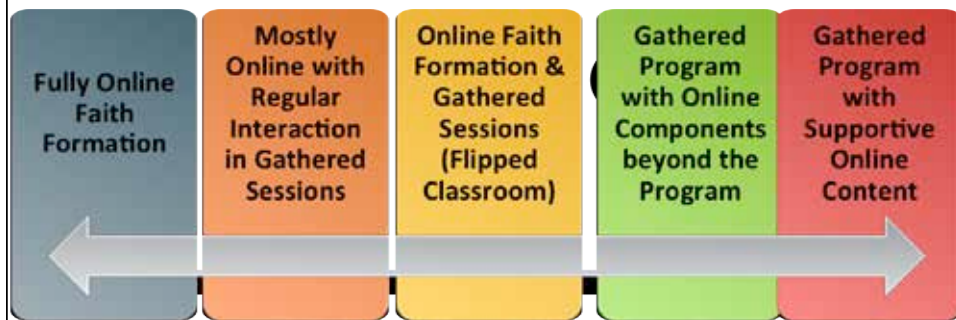 Fully Online
Faith
Formation
Mostly
Online with
Regular
Interaction
in Gathered
Sessions
Online Faith
Formation &
Gathered
Sessions
(Flipped
Classroom)
Gathered
Program
with Online
Components
beyond the
Program
Gathered
Program
with
Supportive
Online
Content